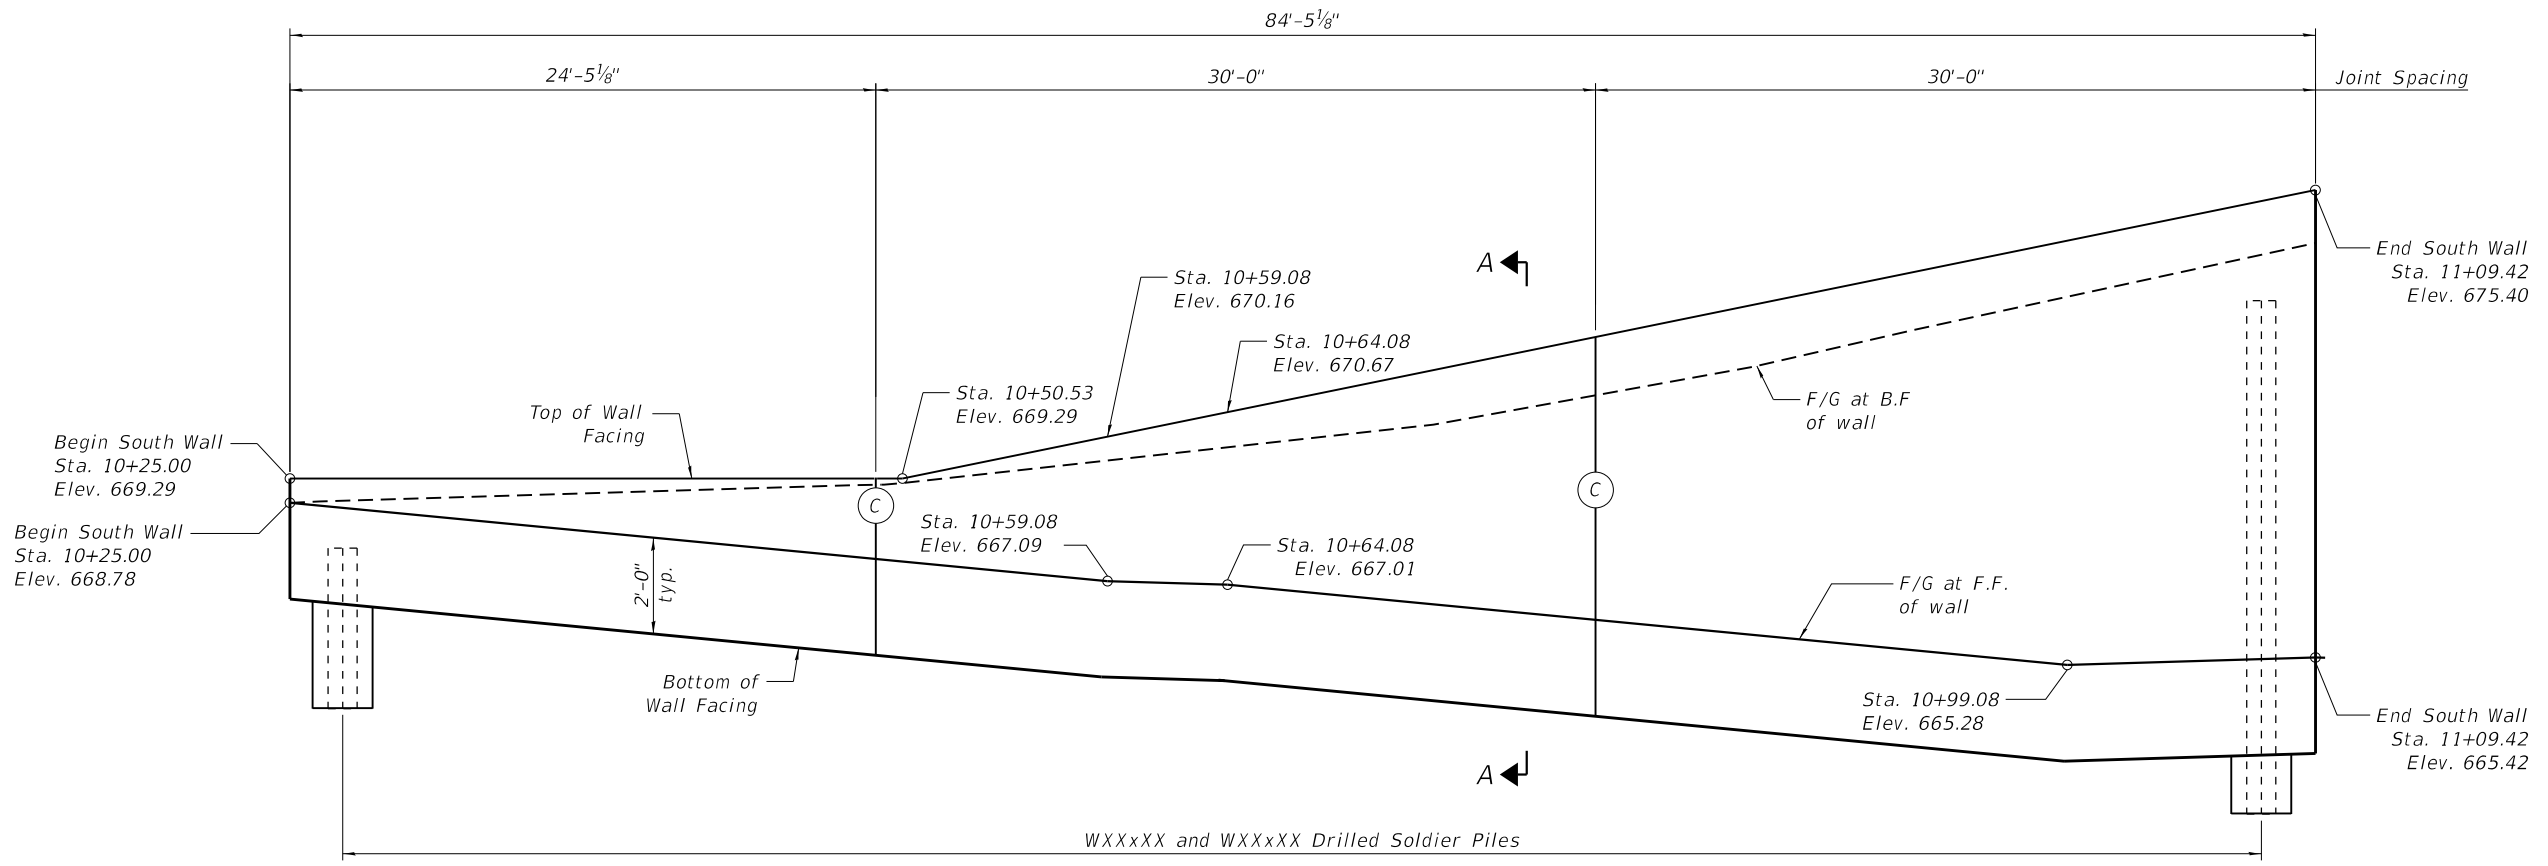 84'-5⅛"
24'-5⅛"
30'-0"
30'-0"
Joint Spacing
A
End South Wall
Sta. 11+09.42
Elev. 675.40
Sta. 10+59.08
Elev. 670.16
Sta. 10+64.08
Elev. 670.67
Sta. 10+50.53
Elev. 669.29
F/G at B.F
of wall
Top of Wall
Facing
Begin South Wall
Sta. 10+25.00
Elev. 669.29
Begin South Wall
Sta. 10+25.00
Elev. 668.78
C
C
Sta. 10+59.08
Elev. 667.09
Sta. 10+64.08
Elev. 667.01
2'-0"
typ.
F/G at F.F.
of wall
Bottom of
Wall Facing
Sta. 10+99.08
Elev. 665.28
End South Wall
Sta. 11+09.42
Elev. 665.42
A
WXXxXX and WXXxXX Drilled Soldier Piles